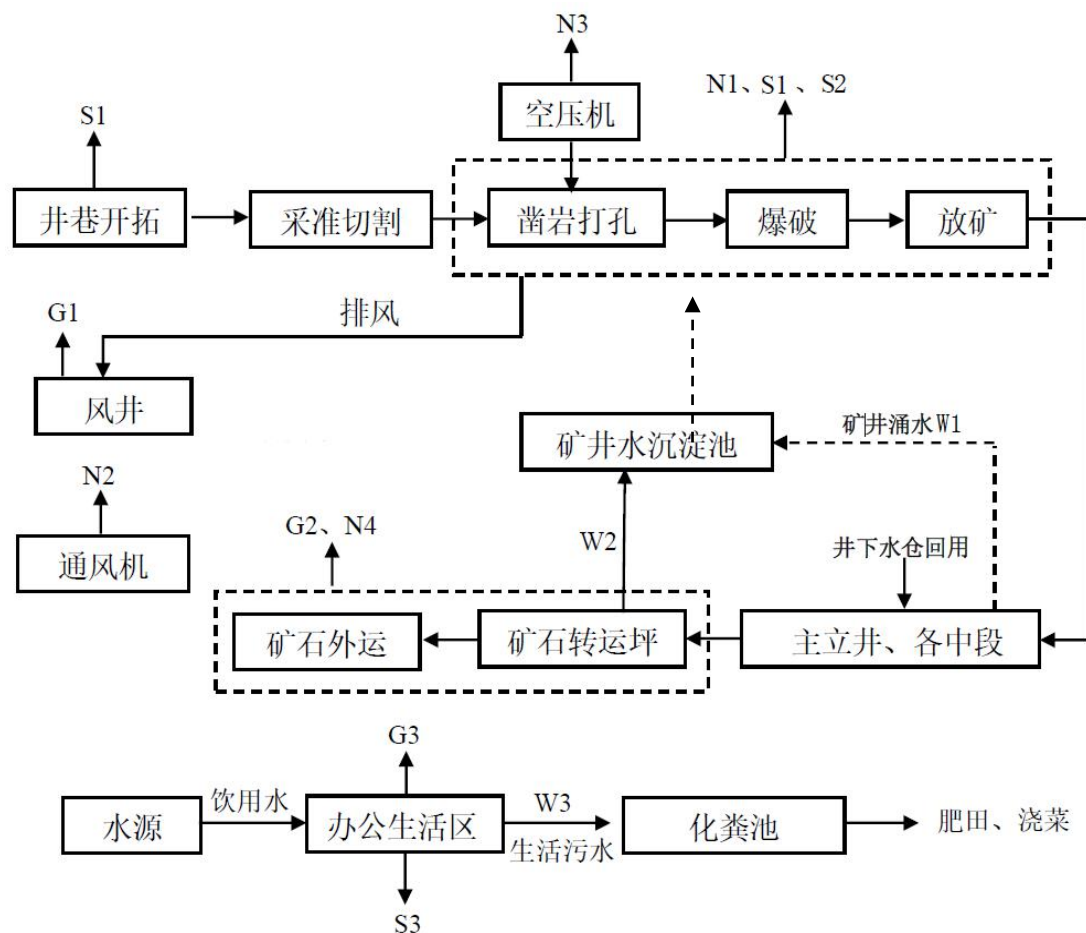 N3
N1、S1、S2
S1
空压机
井巷开拓
采准切割
凿岩打孔
爆破
放矿
G1
排风
风井
矿井水沉淀池
矿井涌水W1
N2
G2、N4
W2
井下水仓回用
通风机
矿石外运
矿石转运坪
主立井、各中段
G3
饮用水
W3
水源
办公生活区
化粪池
肥田、浇菜
生活污水
S3